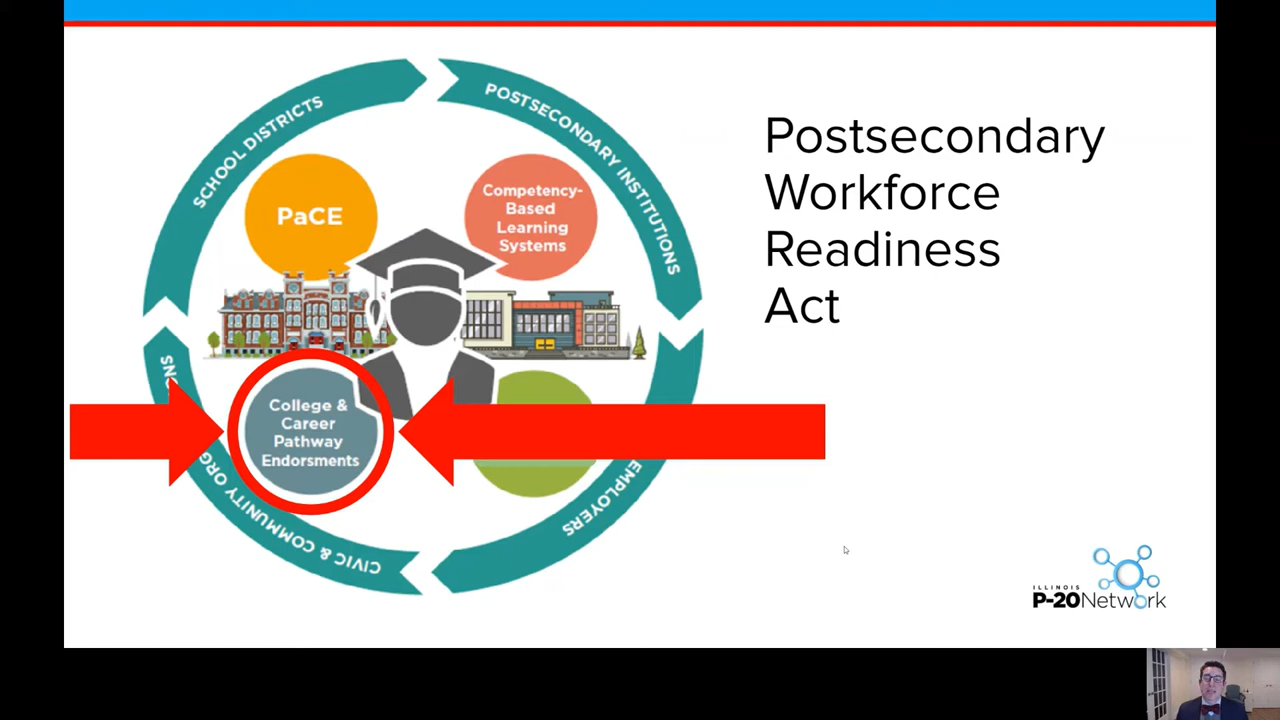 SCHOOL DISTRICTS
POSTSECONDARY INSTITUTIONS
PaCE
Competency-
Based
Learning
Systems
Postsecondary
Workforce
Readiness
Act
College &
Career
Pathway
Endorsments
EMPLOYERS
CIVIC & COMMUNITY
ILLINOIS
P-20Network